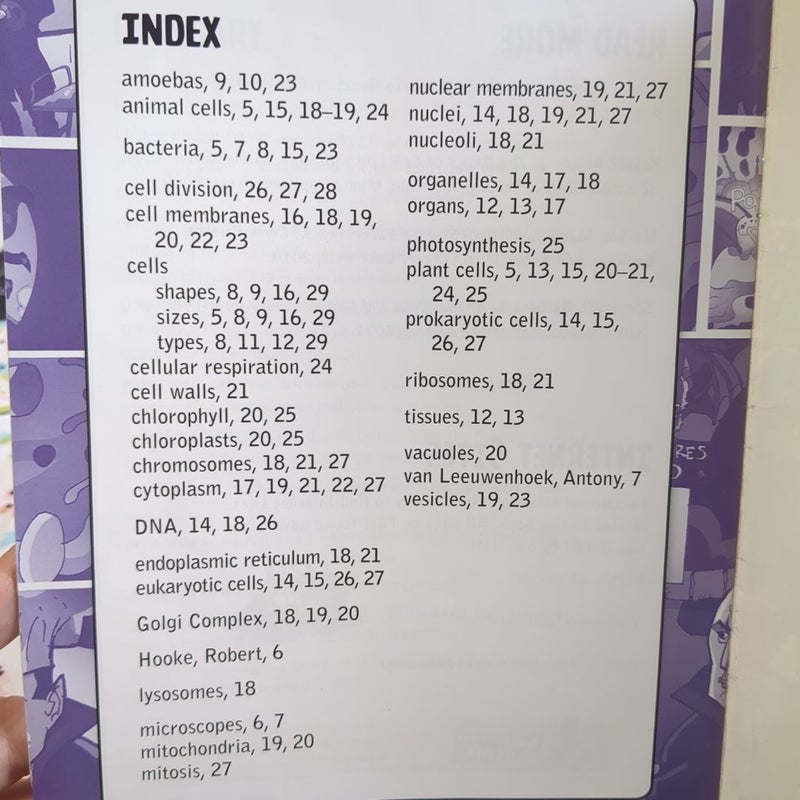 INDEX
amoebas, 9, 10, 23
animal cells, 5, 15, 18–19, 24
bacteria, 5, 7, 8, 15, 23
cell division, 26, 27, 28
cell membranes, 16, 18, 19,
20, 22, 23
cells
shapes, 8, 9, 16, 29
sizes, 5, 8, 9, 16, 29
types, 8, 11, 12, 29
cellular respiration, 24
cell walls, 21
chlorophyll, 20, 25
chloroplasts, 20, 25
chromosomes, 18, 21, 27
cytoplasm, 17, 19, 21, 22, 27
DNA, 14, 18, 26
endoplasmic reticulum, 18, 21
eukaryotic cells, 14, 15, 26, 27
Golgi Complex, 18, 19, 20
Hooke, Robert, 6
lysosomes, 18
microscopes, 6, 7
mitochondria, 19, 20
mitosis, 27
nuclear membranes, 19, 21, 27
nuclei, 14, 18, 19, 21, 27
nucleoli, 18, 21
organelles, 14, 17, 18
organs, 12, 13, 17
photosynthesis, 25
plant cells, 5, 13, 15, 20–21,
24, 25
prokaryotic cells, 14, 15,
26, 27
ribosomes, 18, 21
tissues, 12, 13
vacuoles, 20
van Leeuwenhoek, Antony, 7
vesicles, 19, 23